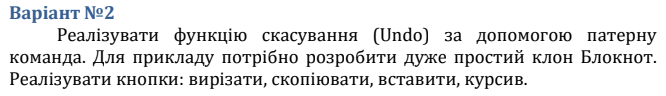 Варіант №2
Реалізувати функцію скасування (Undo) за допомогою патерну
команда. Для прикладу потрібно розробити дуже простий клон Блокнот.
Реалізувати кнопки: вирізати, скопіювати, вставити, курсив.